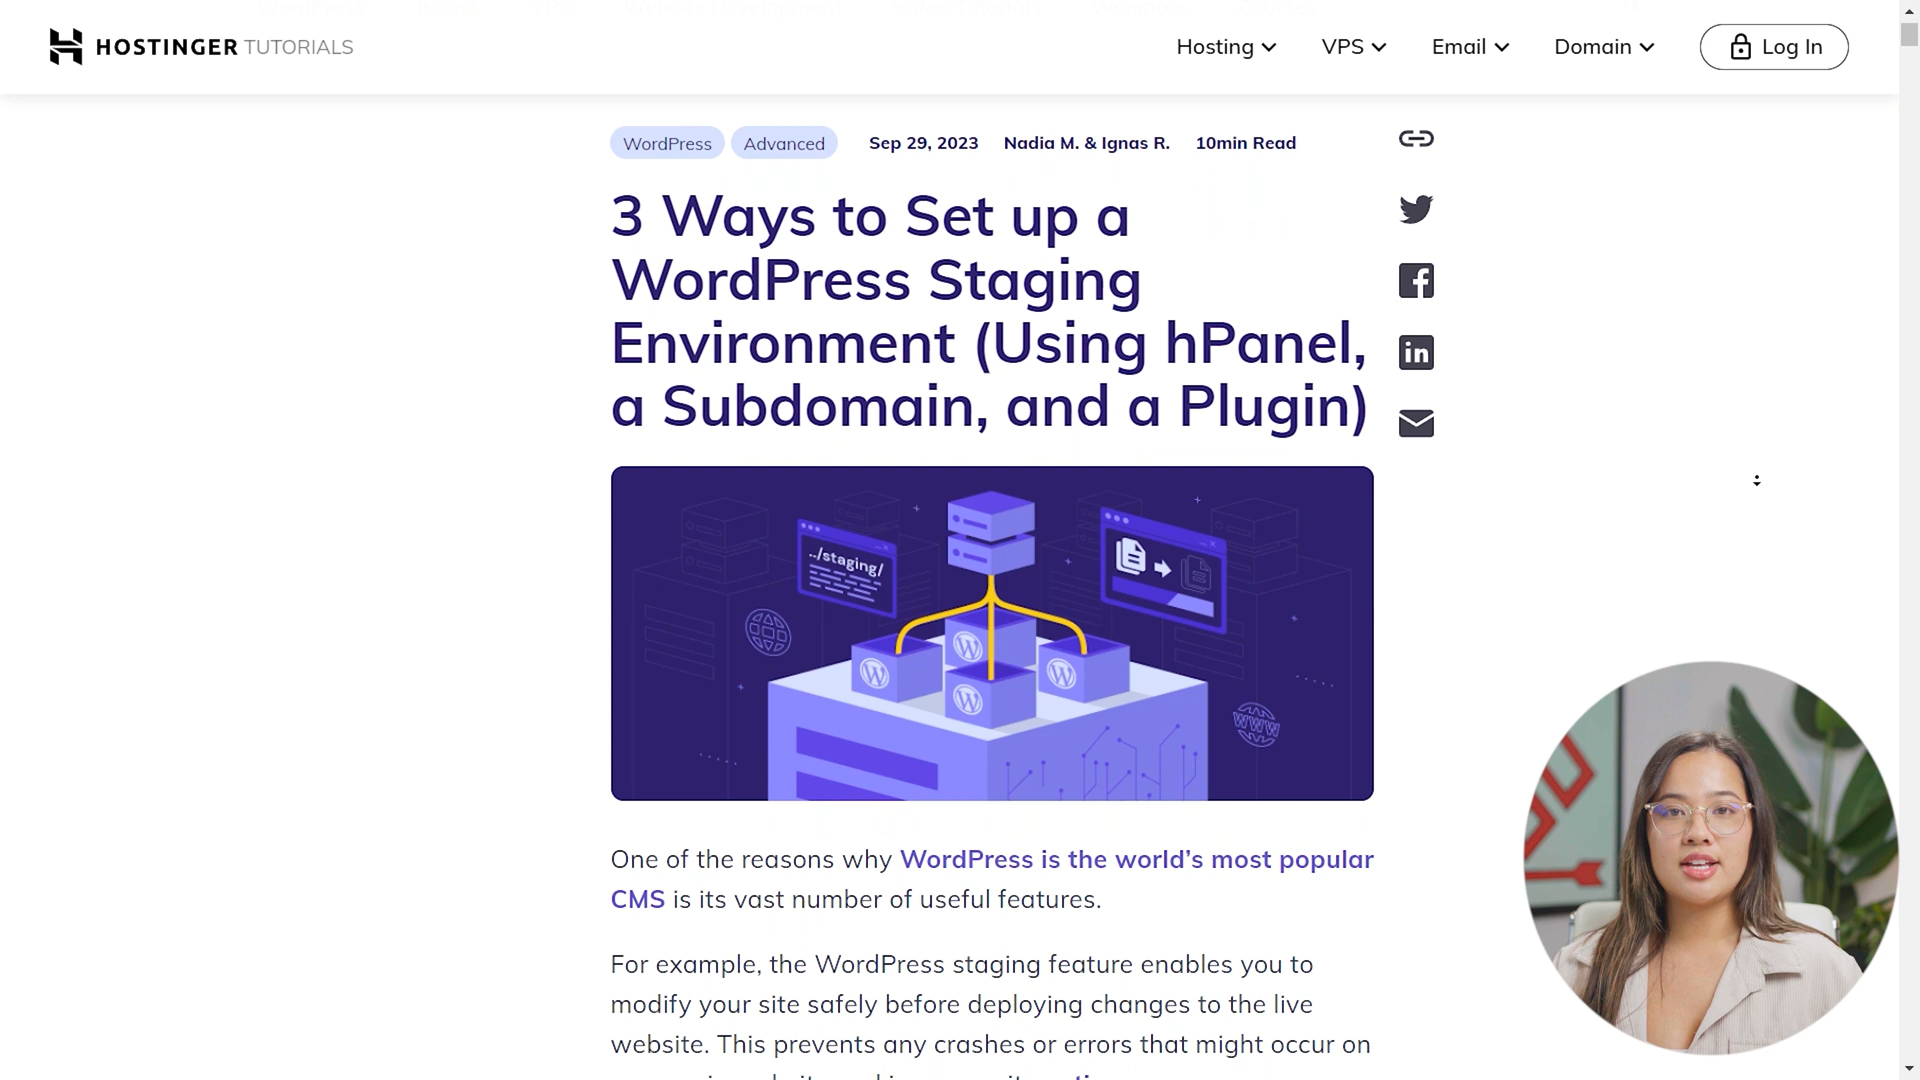 HOSTINGER TUTORIALS
Hosting
VPS
Email
Domain
Log In
WordPress
Advanced
Sep 29, 2023
Nadia M. & Ignas R.
10min Read
3 Ways to Set up a
WordPress Staging
Environment (Using hPanel,
a Subdomain, and a Plugin)
../staging/
WWW
One of the reasons why WordPress is the world’s most popular
CMS is its vast number of useful features.
For example, the WordPress staging feature enables you to
modify your site safely before deploying changes to the live
website. This prevents any crashes or errors that might occur on